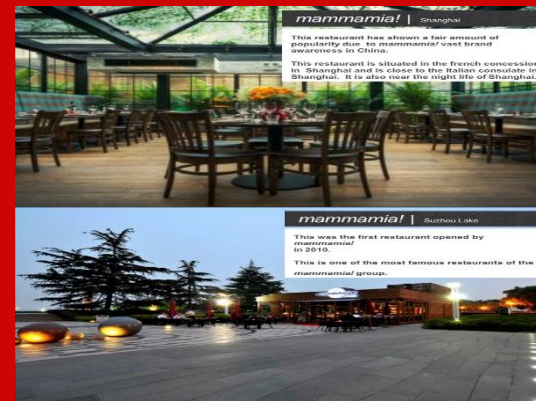 mammamia! | Shanghai
This restaurant has shown a fair amount of
popularity due to mammamia! vast brand
awareness in China.
This restaurant is situated in the french concession
in Shanghai and is close to the Italian consulate in
Shanghai. It is also near the night life of Shanghai.
mammamia! | Suzhou Lake
This was the first restaurant opened by
mammamia!
in 2010.
This is one of the most famous restaurants of the
mammamia! group.